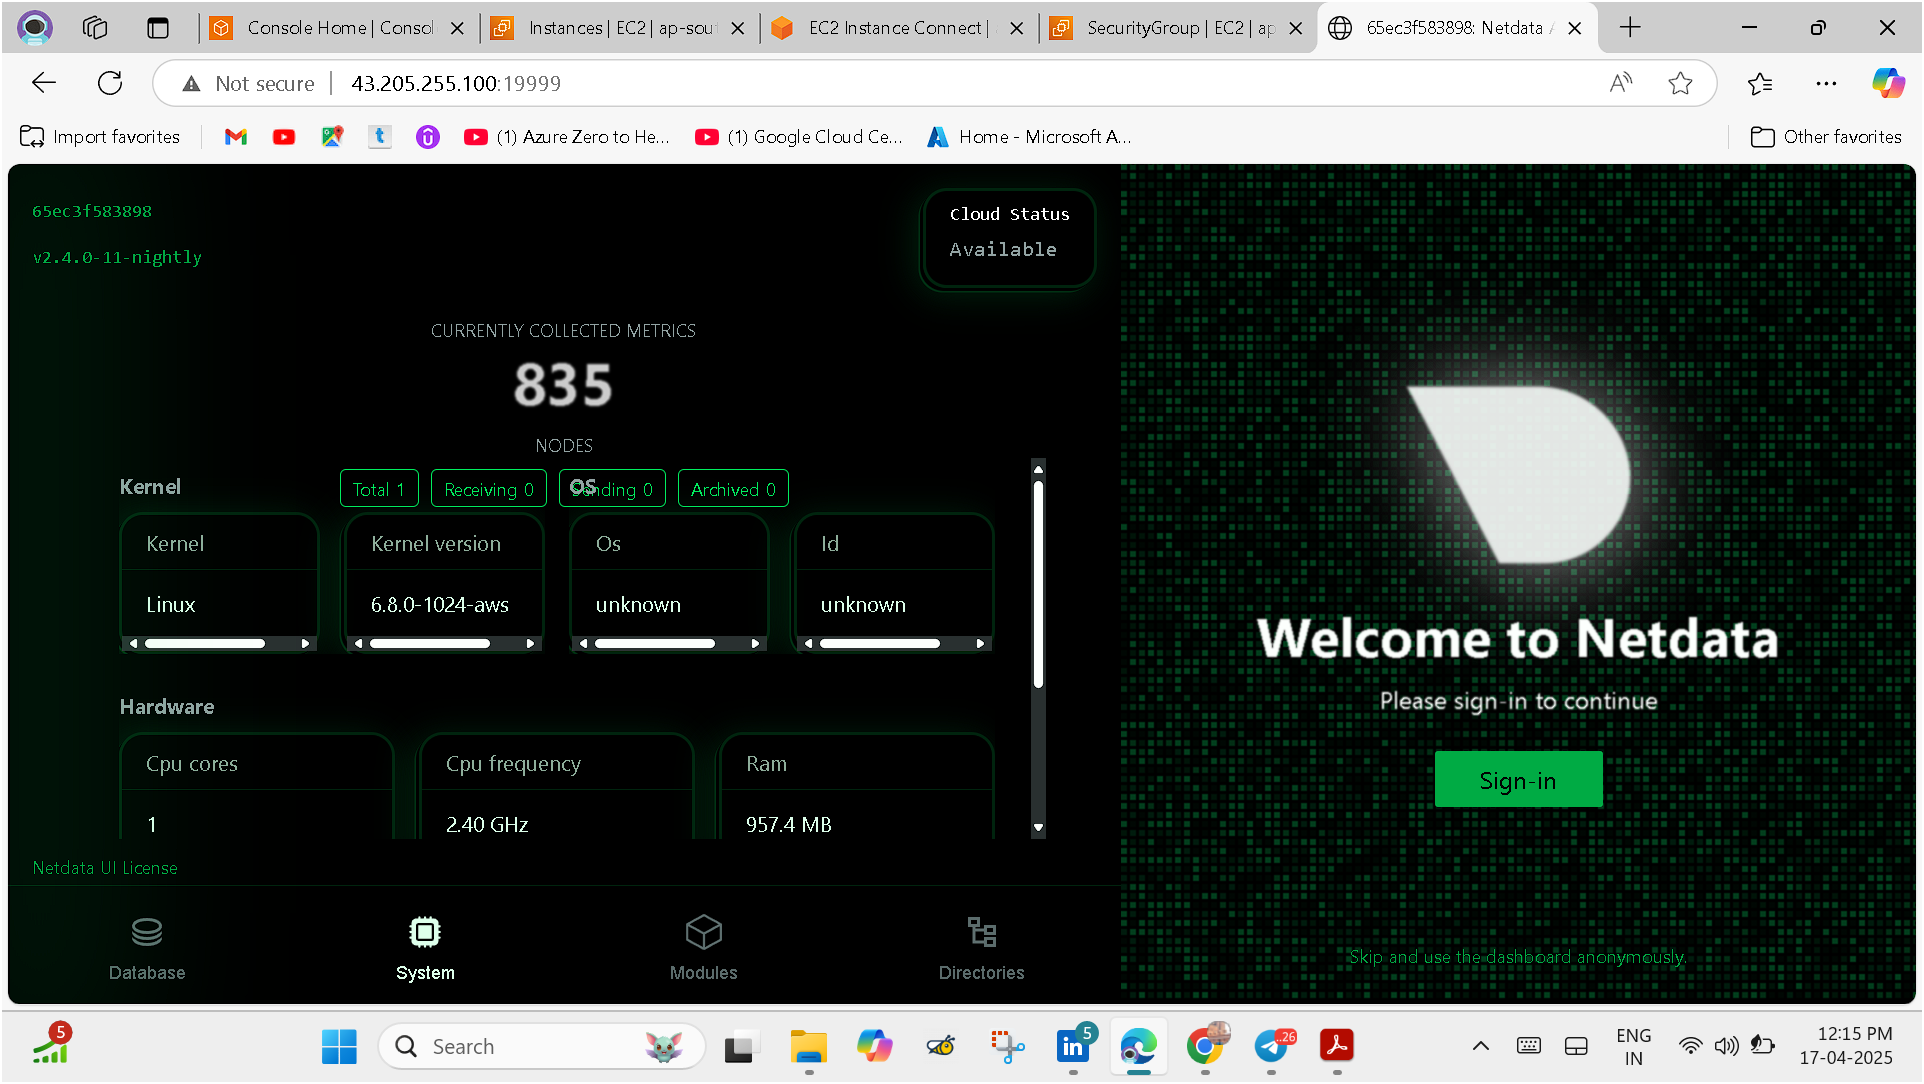 Console Home | Consol
Instances | EC2 | ap-sout
EC2 Instance Connect |
SecurityGroup | EC2 | ap
65ec3f583898: Netdata A
Not secure
43.205.255.100:19999
Import favorites
(1) Azure Zero to He...
(1) Google Cloud Ce...
Home - Microsoft A...
Other favorites
65ec3f583898
v2.4.0-11-nightly
Cloud Status
Available
CURRENTLY COLLECTED METRICS
835
NODES
Total 1
Receiving 0
Sending 0
Archived 0
Kernel
OS
Kernel
Linux
Kernel version
6.8.0-1024-aws
Os
unknown
Id
unknown
Hardware
Cpu cores
1
Cpu frequency
2.40 GHz
Ram
957.4 MB
Netdata UI License
Database
System
Modules
Directories
Welcome to Netdata
Please sign-in to continue
Sign-in
Skip and use the dashboard anonymously.
5
Search
5
..26
ENG
IN
12:15 PM
17-04-2025